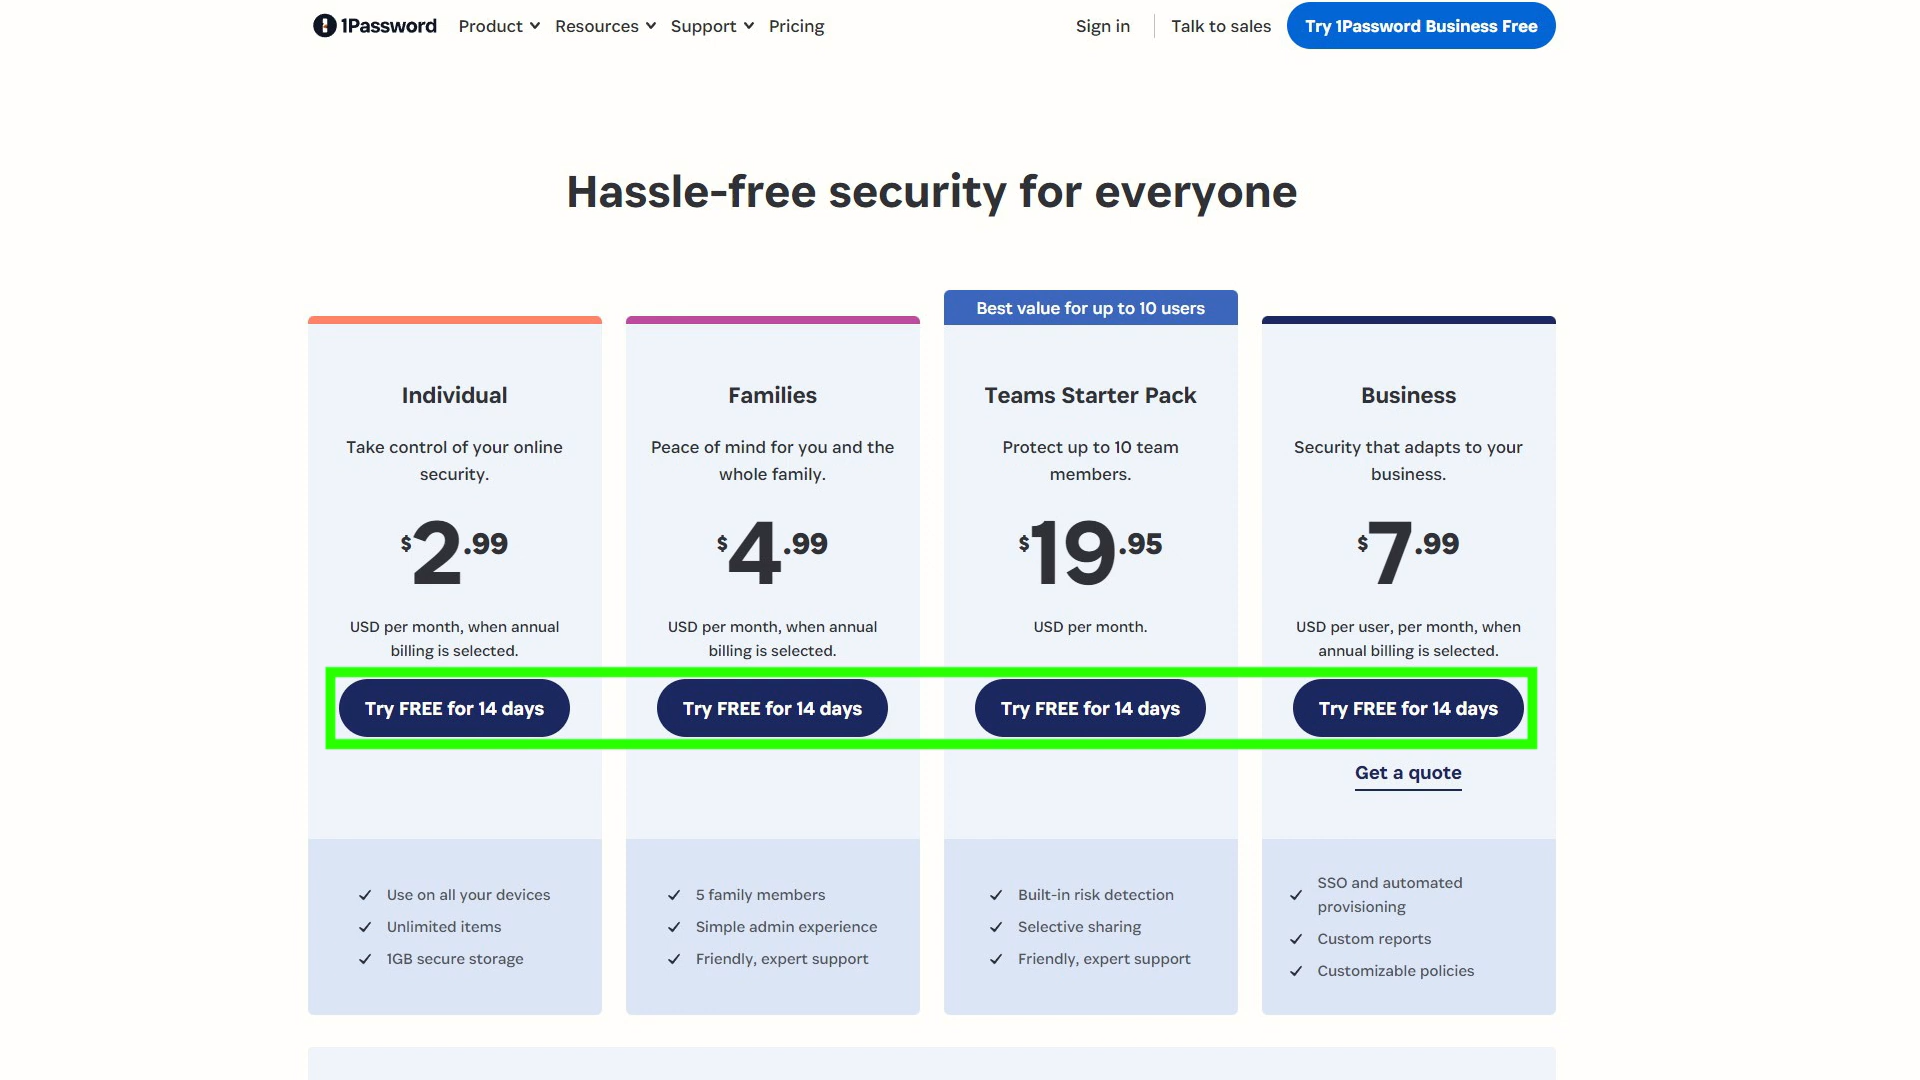 1Password Product Resources Support Pricing Sign in Talk to sales Try 1Password Business Free
Hassle-free security for everyone
Individual
Take control of your online
security.
$2.99
USD per month, when annual
billing is selected.
Try FREE for 14 days
Use on all your devices
Unlimited items
1GB secure storage
Families
Peace of mind for you and the
whole family.
$4.99
USD per month, when annual
billing is selected.
Try FREE for 14 days
5 family members
Simple admin experience
Friendly, expert support
Best value for up to 10 users
Teams Starter Pack
Protect up to 10 team
members.
$19.95
USD per month.
Try FREE for 14 days
Built-in risk detection
Selective sharing
Friendly, expert support
Business
Security that adapts to your
business.
$7.99
USD per user, per month, when
annual billing is selected.
Try FREE for 14 days
Get a quote
SSO and automated
provisioning
Custom reports
Customizable policies